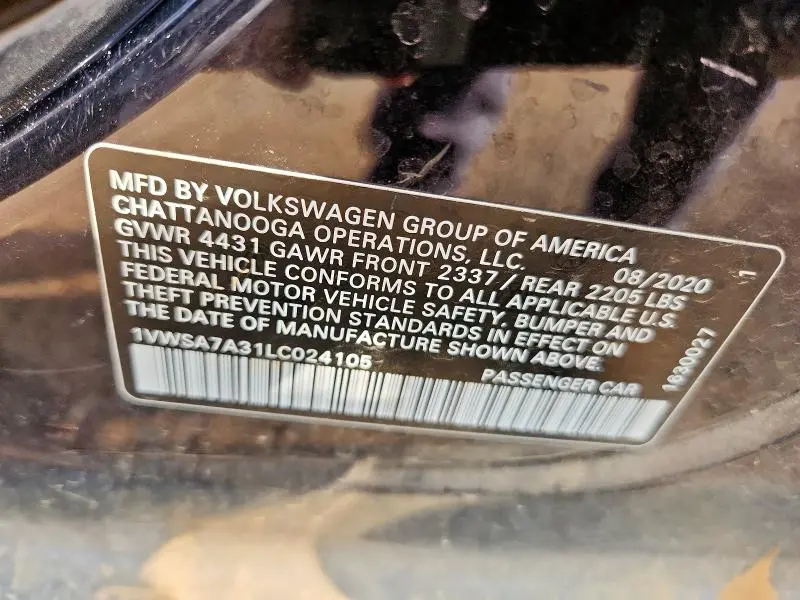 MFD BY VOLKSWAGEN GROUP OF AMERICA
CHATTANOOGA OPERATIONS, LLC. 08/2020 1
GVWR 4431 GAWR FRONT 2337 / REAR 2205 LBS
THIS VEHICLE CONFORMS TO ALL APPLICABLE U.S.
FEDERAL MOTOR VEHICLE SAFETY, BUMPER AND
THEFT PREVENTION STANDARDS IN EFFECT ON
THE DATE OF MANUFACTURE SHOWN ABOVE.
1VWSA7A31LC024105 PASSENGER CAR
1630027